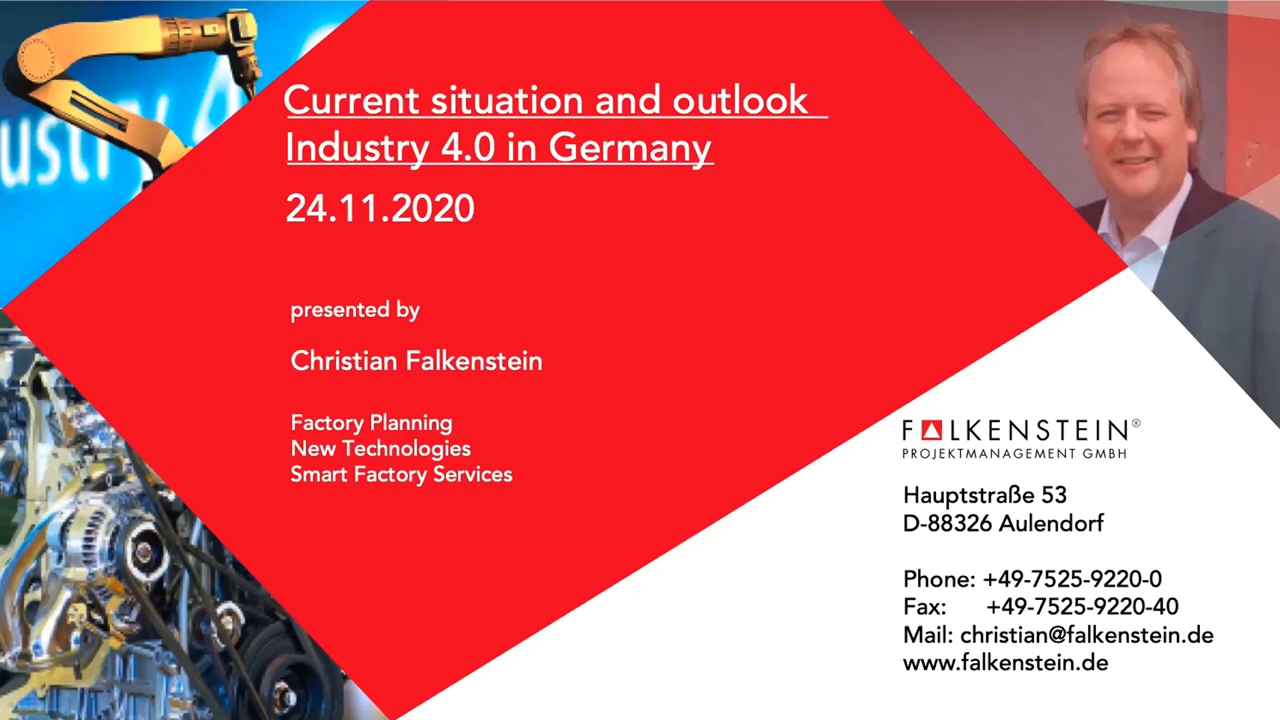 Current situation and outlook
Industry 4.0 in Germany
24.11.2020
presented by
Christian Falkenstein
Factory Planning
New Technologies
Smart Factory Services
FALKENSTEIN®
PROJEKTMANAGEMENT GMBH
Hauptstraße 53
D-88326 Aulendorf
Phone: +49-7525-9220-0
Fax: +49-7525-9220-40
Mail: christian@falkenstein.de
www.falkenstein.de